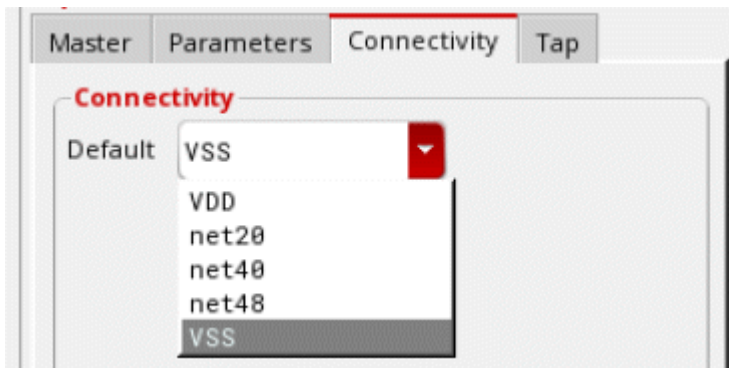 Master Parameters Connectivity Tap
Connectivity
Default VSS
VDD
net20
net40
net48
VSS